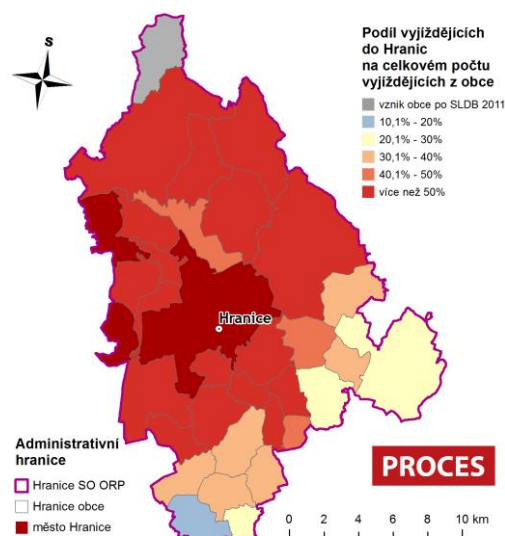 S
Podíl vyjíždějících
do Hranic
na celkovém počtu
vyjíždějících z obce
vznik obce po SLDB 2011
10,1% - 20%
20,1% - 30%
30,1% - 40%
40,1% - 50%
více než 50%
Hranice
Administrativní
hranice
Hranice SO ORP
Hranice obce
město Hranice
PROCES
0 2 4 6 8 10 km